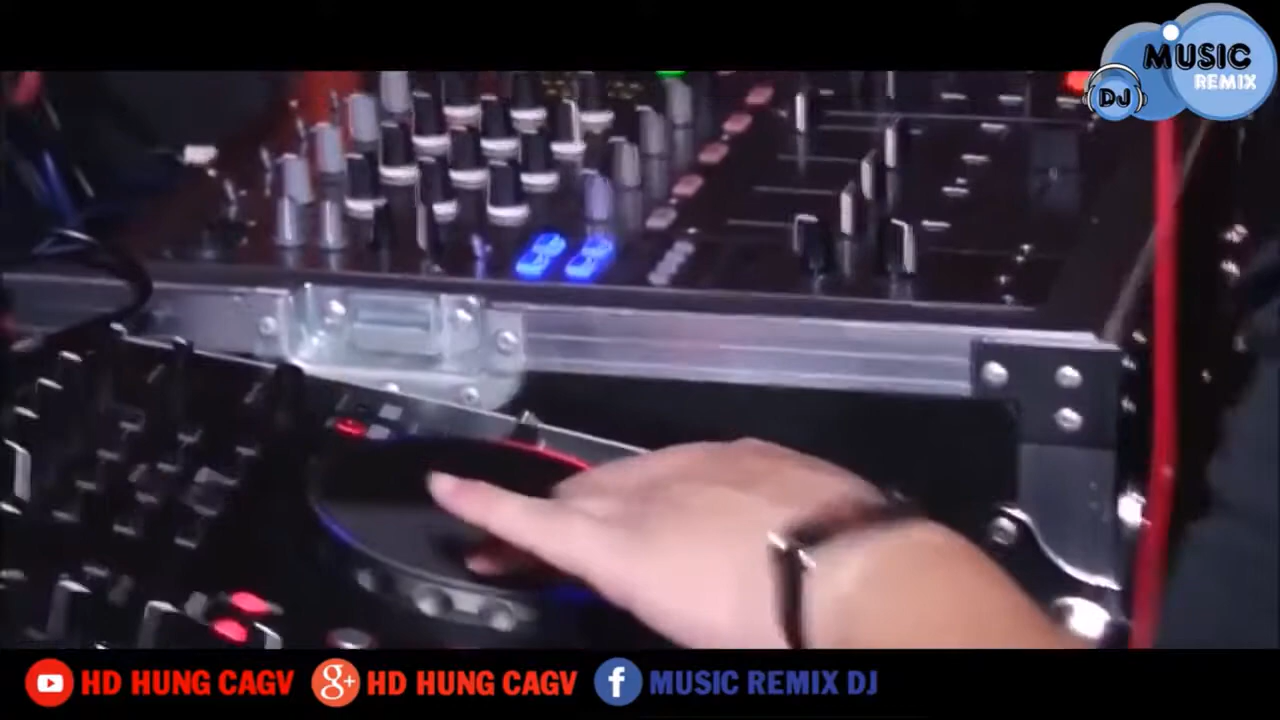 MUSIC
REMIX
DJ
HD HUNG CAGV
g+ HD HUNG CAGV
f MUSIC REMIX DJ